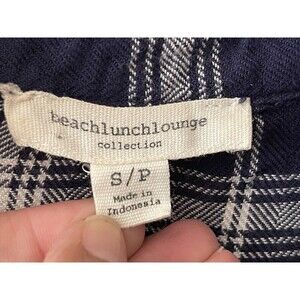 beachlunchlounge
collection
S/P
Made in
Indonesia